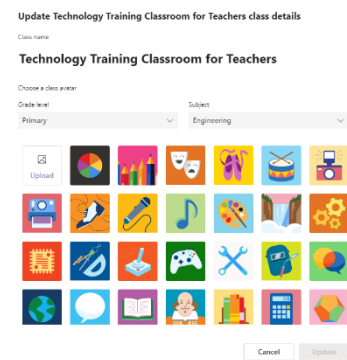 Update Technology Training Classroom for Teachers class details
Class name
Technology Training Classroom for Teachers
Choose a class avatar
Grade level
Subject
Primary
Engineering
Upload
Cancel
Update